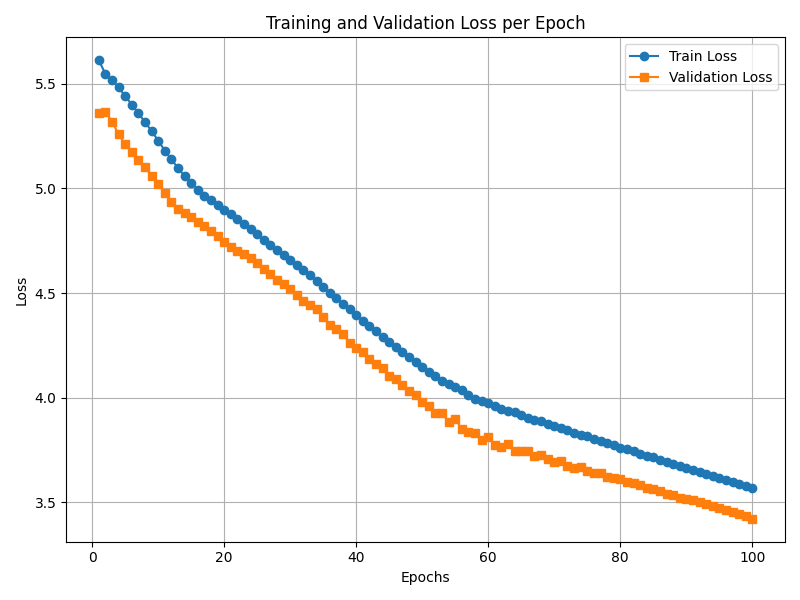 Training and Validation Loss per Epoch
Train Loss
Validation Loss
5.5
5.0
4.5
4.0
3.5
Loss
0 20 40 60 80 100
Epochs